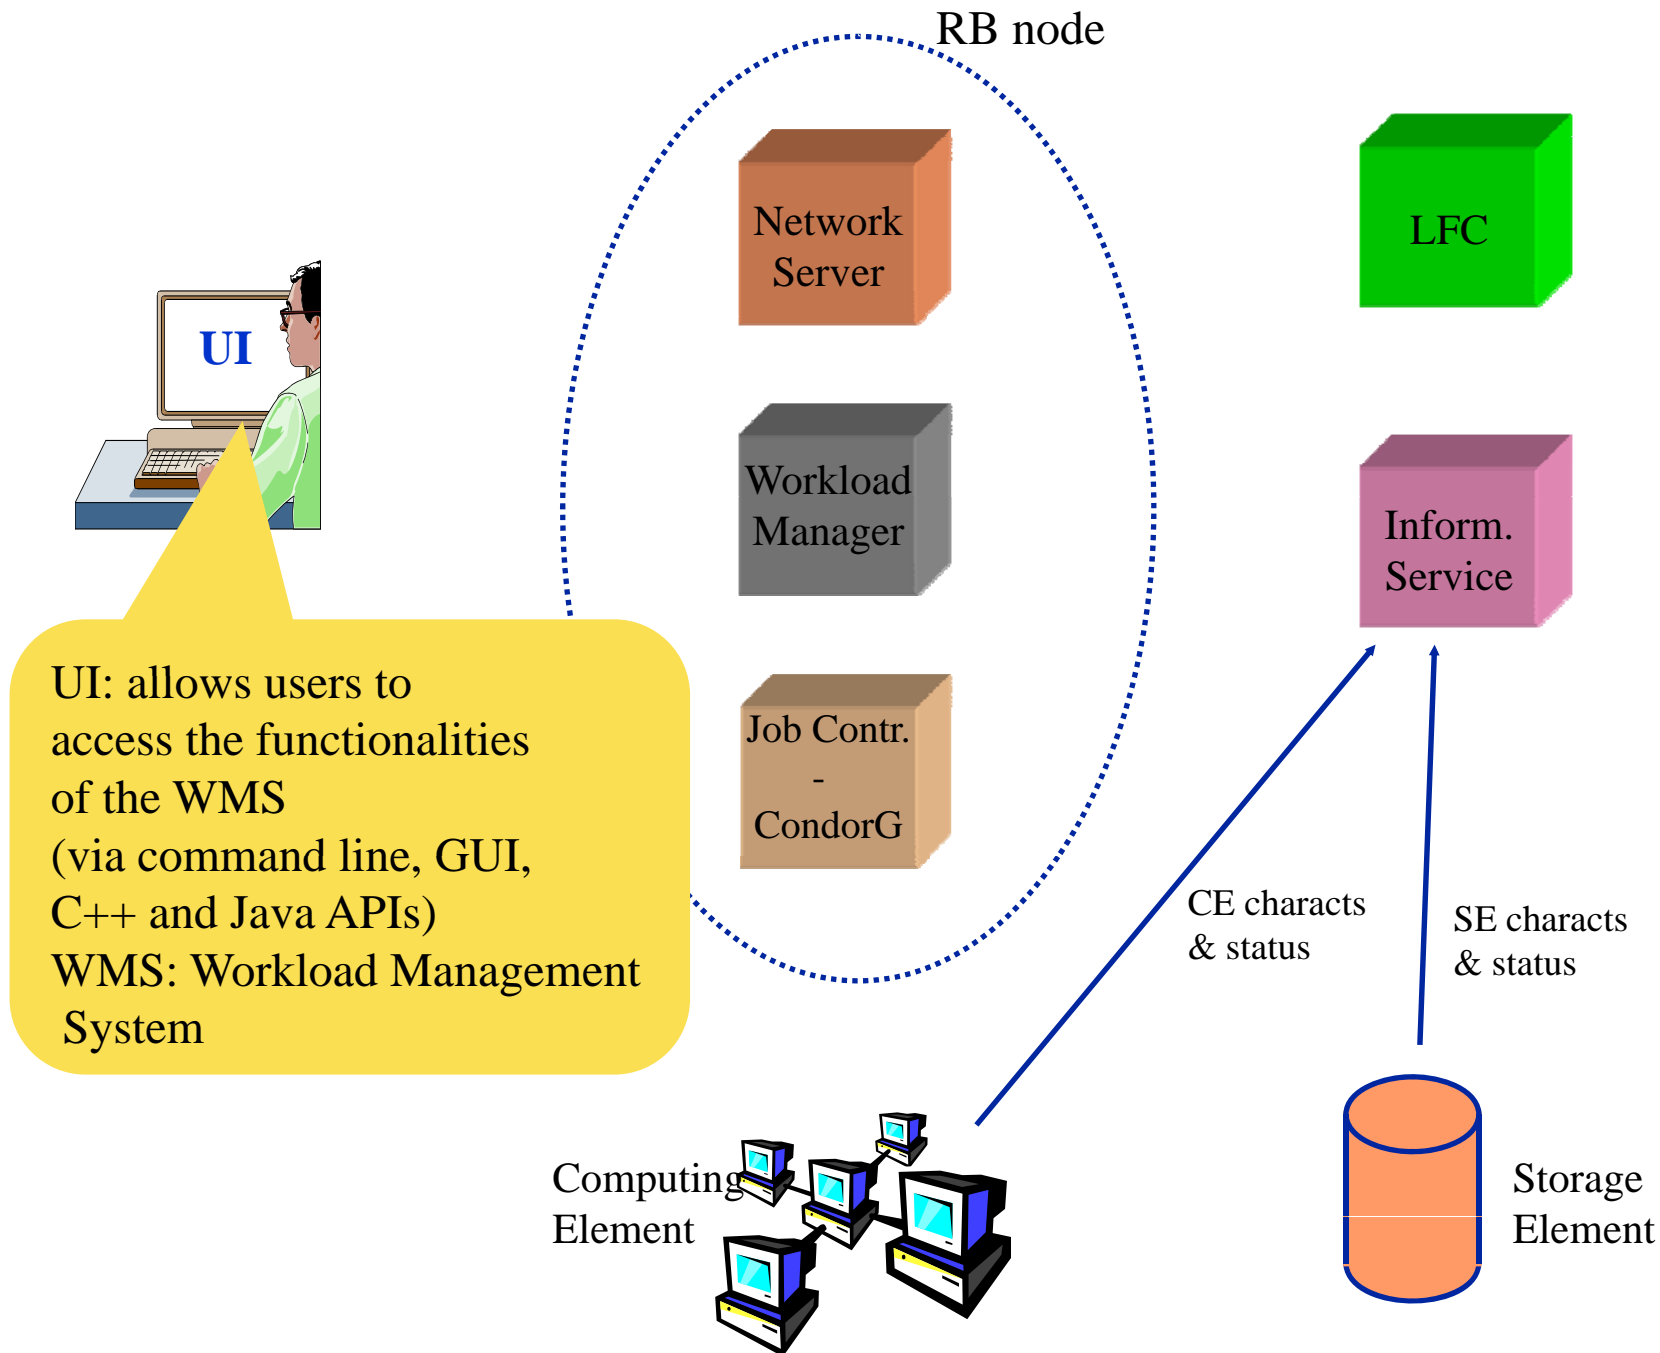 RB node
Network
Server
LFC
UI
Workload
Manager
Inform.
Service
UI: allows users to
access the functionalities
of the WMS
(via command line, GUI,
C++ and Java APIs)
WMS: Workload Management
System
Job Contr.
-
CondorG
CE characts
& status
SE characts
& status
Computing
Element
Storage
Element